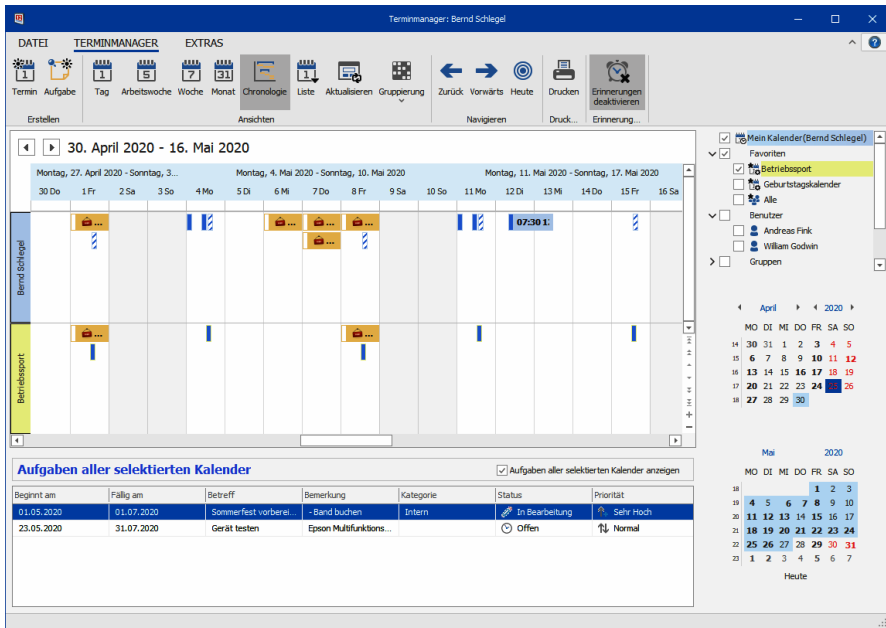 Terminmanager: Bernd Schlegel
DATEI TERMINMANAGER EXTRAS
1 1 5 7 31 1
Termin Aufgabe Tag Arbeitswoche Woche Monat Chronologie Liste Aktualisieren Gruppierung Zurück Vorwärts Heute Drucken Erinnerungen deaktivieren
Erstellen Ansichten Navigieren Druck... Erinnerung...
30. April 2020 - 16. Mai 2020
Montag, 27. April 2020 - Sonntag, 3... Montag, 4. Mai 2020 - Sonntag, 10. Mai 2020 Montag, 11. Mai 2020 - Sonntag, 17. Mai 2020
30 Do 1 Fr 2 Sa 3 So 4 Mo 5 Di 6 Mi 7 Do 8 Fr 9 Sa 10 So 11 Mo 12 Di 13 Mi 14 Do 15 Fr 16 Sa
Bernd Schlegel
... ... ... ... 07:30 1:
... ...
Betriebssport
... ...
Mein Kalender(Bernd Schlegel)
Favoriten
Betriebssport
Geburtstagskalender
Alle
Benutzer
Andreas Fink
William Godwin
Gruppen
April 2020
MO DI MI DO FR SA SO
14 30 31 1 2 3 4 5
15 6 7 8 9 10 11 12
16 13 14 15 16 17 18 19
17 20 21 22 23 24 25 26
18 27 28 29 30
Mai 2020
MO DI MI DO FR SA SO
18 1 2 3
19 4 5 6 7 8 9 10
20 11 12 13 14 15 16 17
21 18 19 20 21 22 23 24
22 25 26 27 28 29 30 31
23 1 2 3 4 5 6 7
Heute
Aufgaben aller selektierten Kalender Aufgaben aller selektierten Kalender anzeigen
Beginnt am Fällig am Betreff Bemerkung Kategorie Status Priorität
01.05.2020 01.07.2020 Sommerfest vorberei... - Band buchen Intern In Bearbeitung Sehr Hoch
23.05.2020 31.07.2020 Gerät testen Epson Multifunktions... Offen Normal